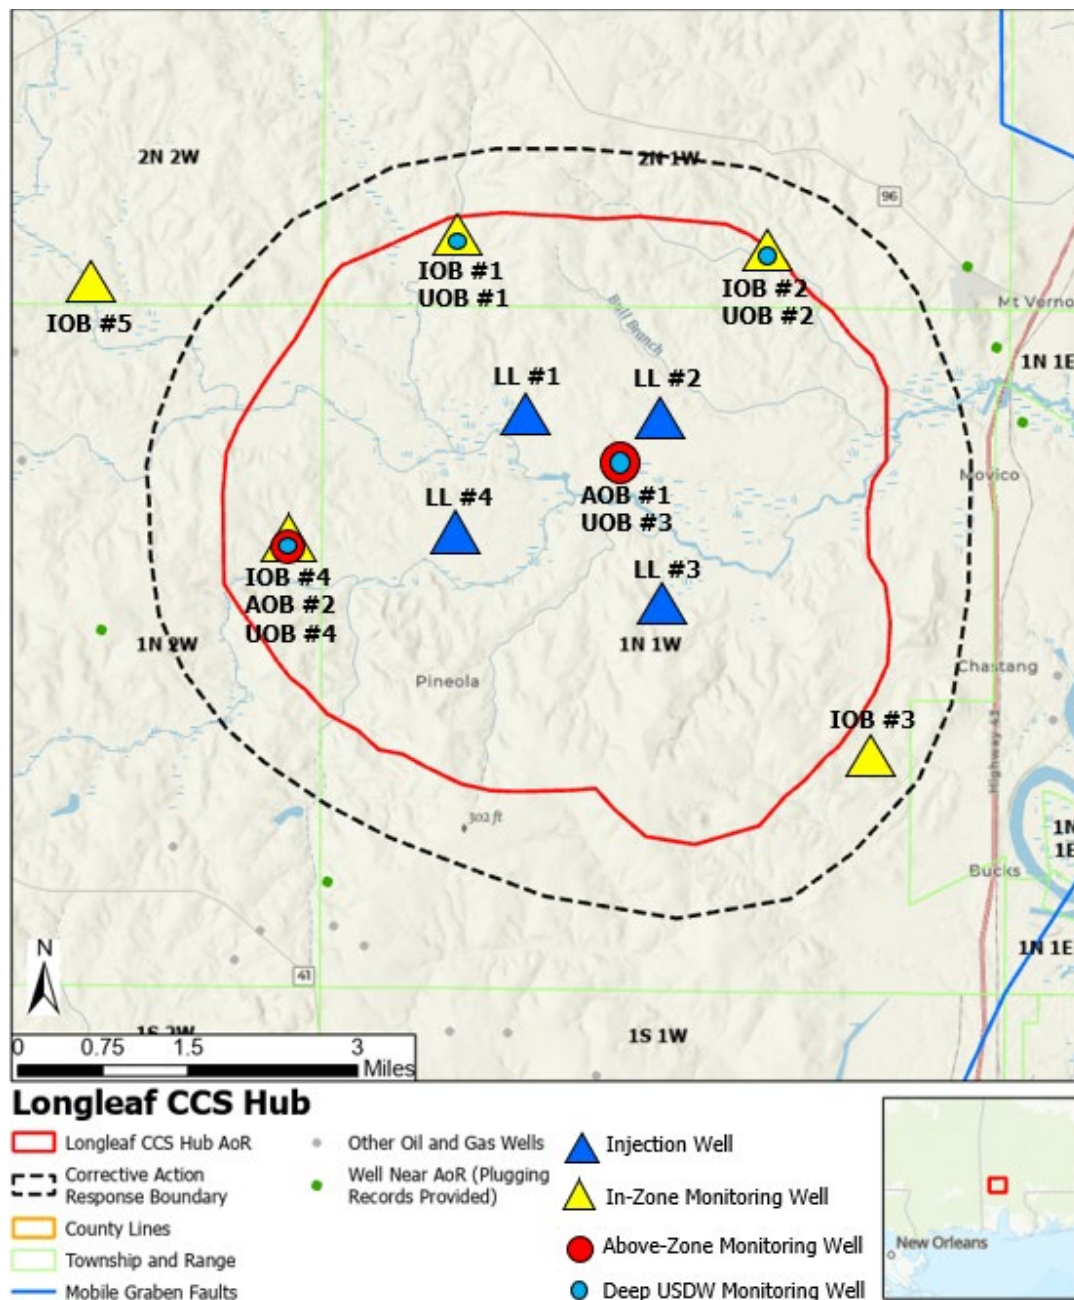 2N 2W
2N 1W
96
IOB #1
UOB #1
IOB #2
UOB #2
IOB #5
Mt Verno
Bull Branch
1N 1E
LL #1
LL #2
Movico
LL #4
AOB #1
UOB #3
IOB #4
AOB #2
UOB #4
LL #3
1N 2W
1N 1W
Chastang
Pineola
IOB #3
Highway 43
302 ft
1N
1E
Bucks
N
41
1N 1E
1S 2W
1S 1W
0 0.75 1.5 3
Miles
Longleaf CCS Hub
Longleaf CCS Hub AoR
Corrective Action
Response Boundary
County Lines
Township and Range
Mobile Graben Faults
Other Oil and Gas Wells
Well Near AoR (Plugging
Records Provided)
Injection Well
In-Zone Monitoring Well
Above-Zone Monitoring Well
Deep USDW Monitoring Well
New Orleans